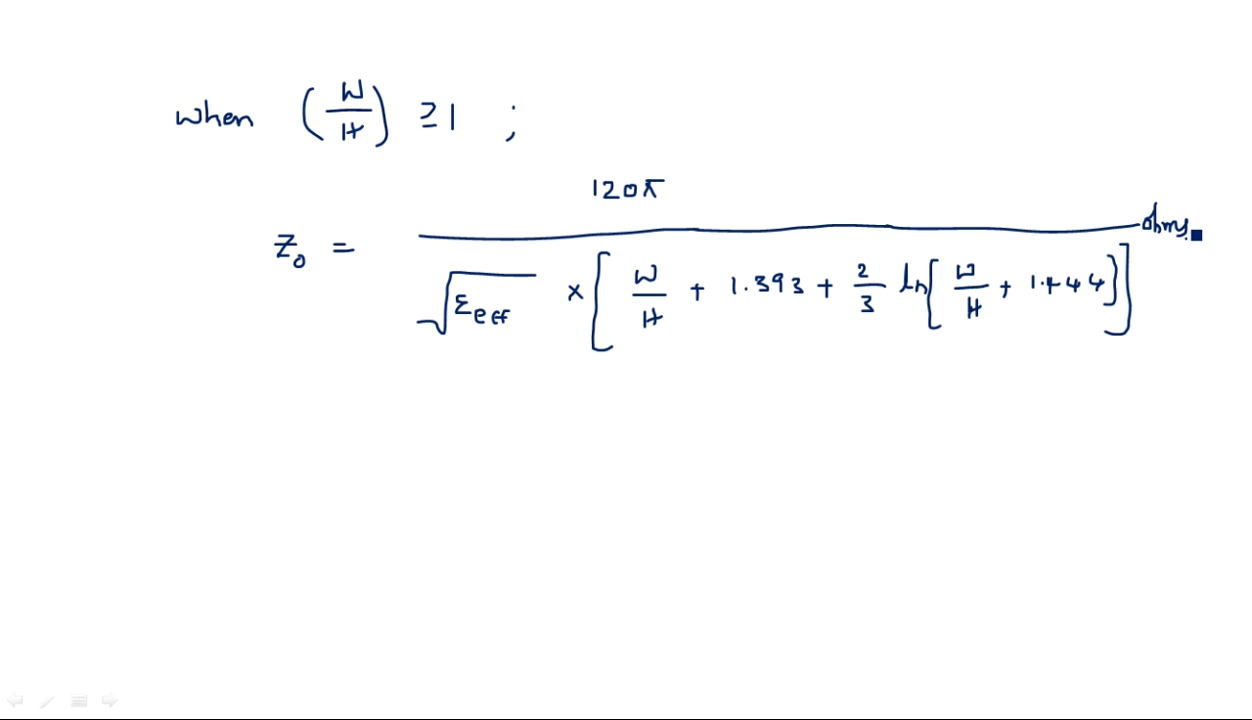 when (W/H) ≥ 1 ;
120π
Z₀ = ———— ohms.
√εeff × [ W/H + 1.393 + 2/3 ln[ W/H + 1.444 ] ]